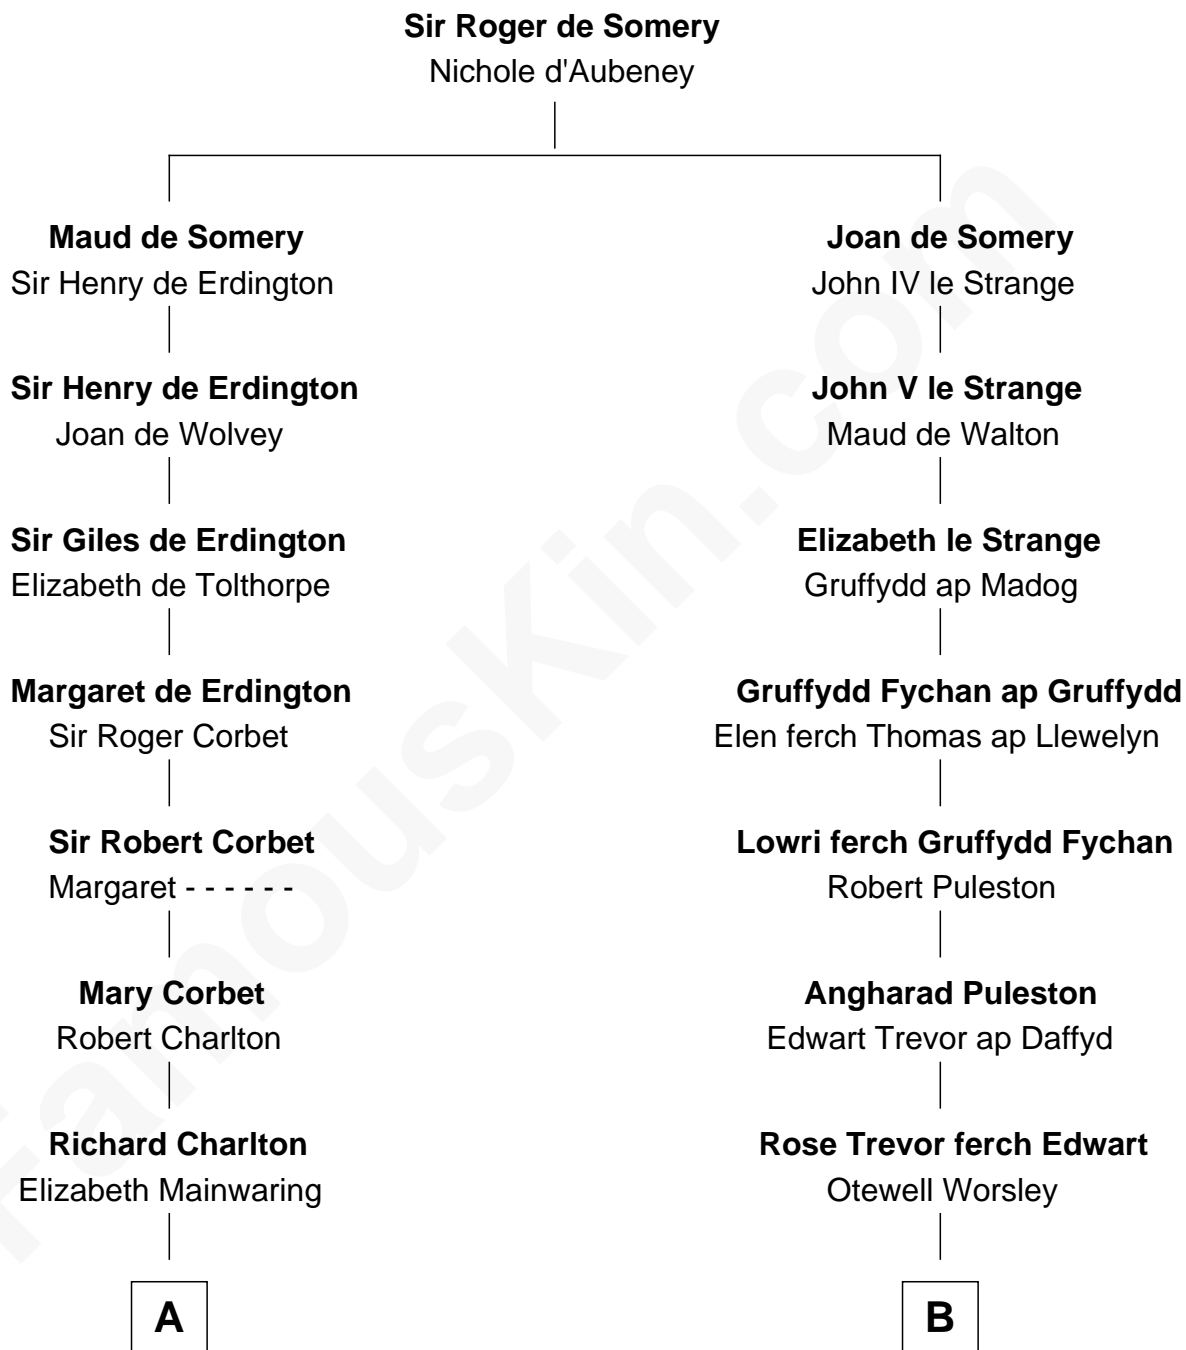 Sir Roger de Somery
Nichole d'Aubeney
Maud de Somery
Sir Henry de Erdington
Joan de Somery
John IV le Strange
Sir Henry de Erdington
Joan de Wolvey
John V le Strange
Maud de Walton
Sir Giles de Erdington
Elizabeth de Tolthorpe
Elizabeth le Strange
Gruffydd ap Madog
Margaret de Erdington
Sir Roger Corbet
Gruffydd Fychan ap Gruffydd
Elen ferch Thomas ap Llewelyn
Sir Robert Corbet
Margaret - - - - - -
Lowri ferch Gruffydd Fychan
Robert Puleston
Mary Corbet
Robert Charlton
Angharad Puleston
Edwart Trevor ap Daffyd
Richard Charlton
Elizabeth Mainwaring
Rose Trevor ferch Edwart
Otewell Worsley
A
B
FamousKin.com